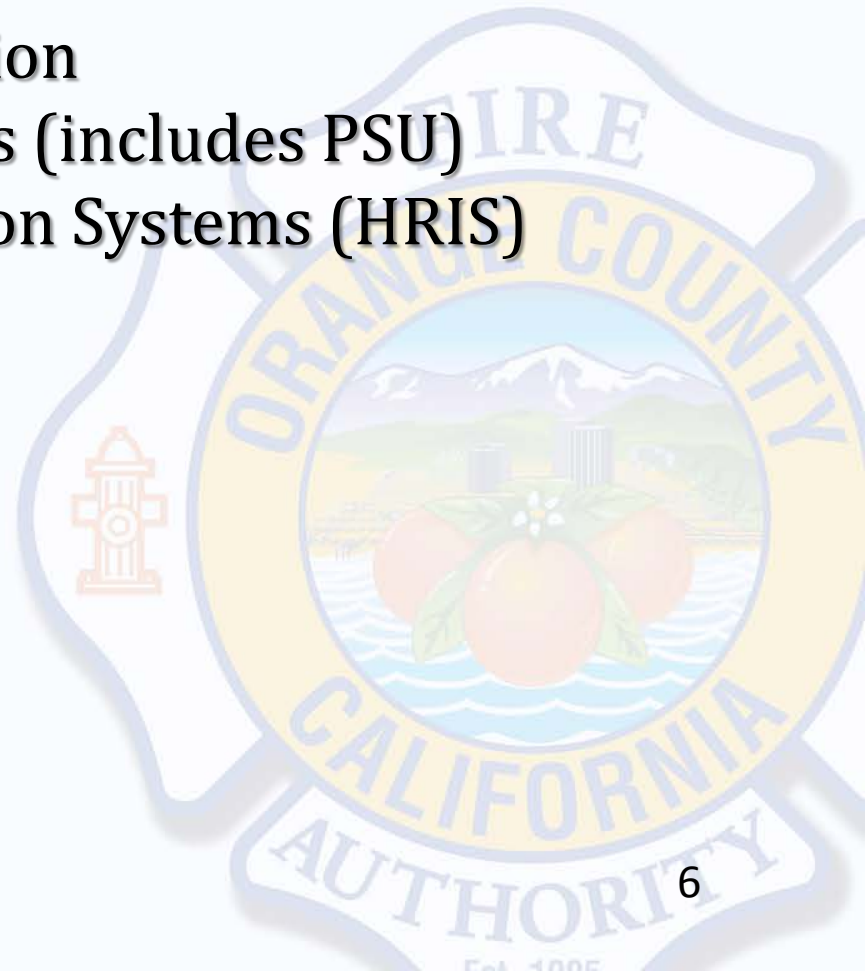 ion
s (includes PSU)
on Systems (HRIS)
FIRE
ORANGE COUNTY
CALIFORNIA
AUTHORITY
6